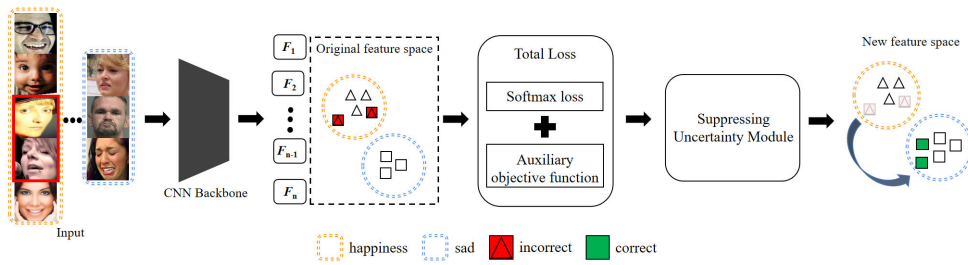 Input
CNN Backbone
F1
F2
Fn-1
Fn
Original feature space
Total Loss
Softmax loss
Auxiliary
objective function
Suppressing
Uncertainty Module
New feature space
happiness
sad
incorrect
correct